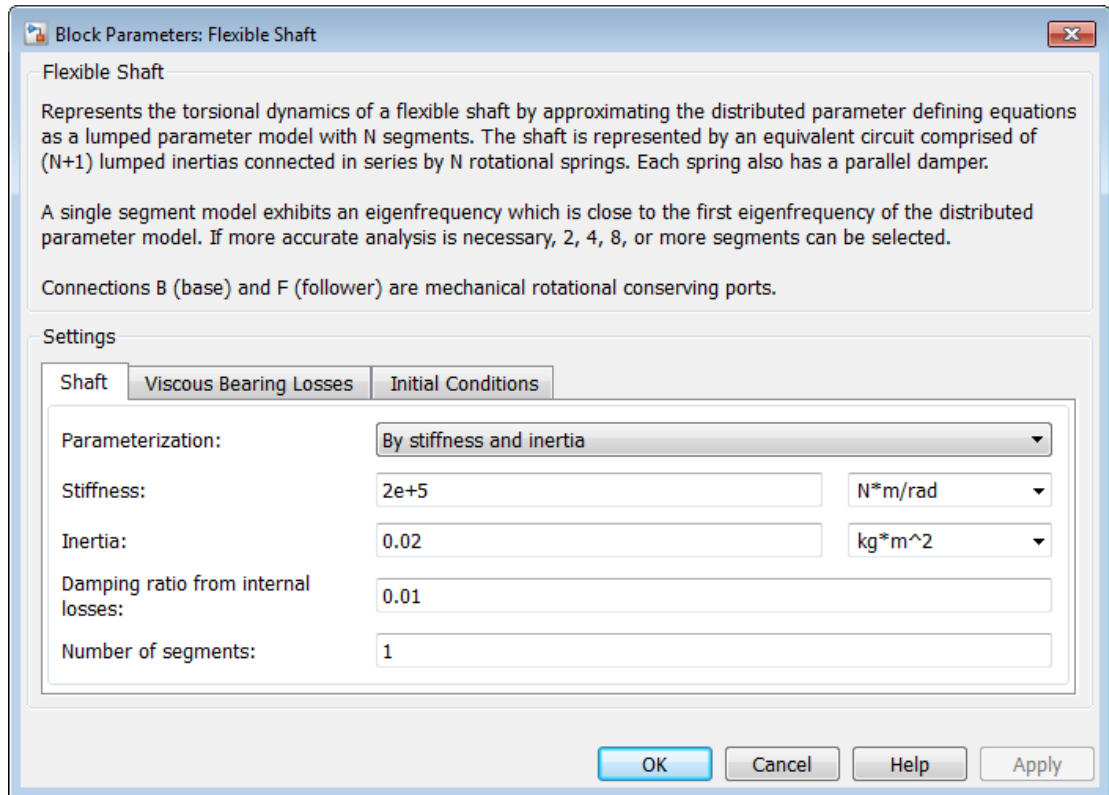 Block Parameters: Flexible Shaft
Flexible Shaft
Represents the torsional dynamics of a flexible shaft by approximating the distributed parameter defining equations
as a lumped parameter model with N segments. The shaft is represented by an equivalent circuit comprised of
(N+1) lumped inertias connected in series by N rotational springs. Each spring also has a parallel damper.
A single segment model exhibits an eigenfrequency which is close to the first eigenfrequency of the distributed
parameter model. If more accurate analysis is necessary, 2, 4, 8, or more segments can be selected.
Connections B (base) and F (follower) are mechanical rotational conserving ports.
Settings
Shaft Viscous Bearing Losses Initial Conditions
Parameterization: By stiffness and inertia
Stiffness: 2e+5 N*m/rad
Inertia: 0.02 kg*m^2
Damping ratio from internal
losses: 0.01
Number of segments: 1
OK Cancel Help Apply